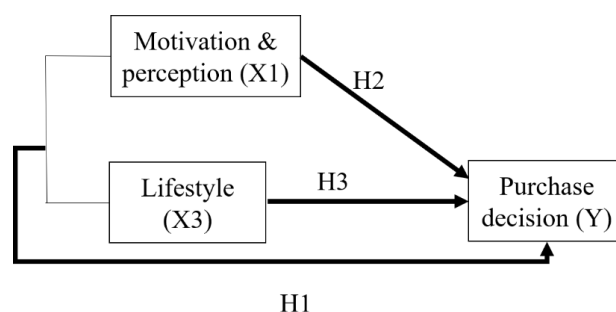 Motivation &
perception (X1)
H2
Lifestyle
(X3)
H3
Purchase
decision (Y)
H1